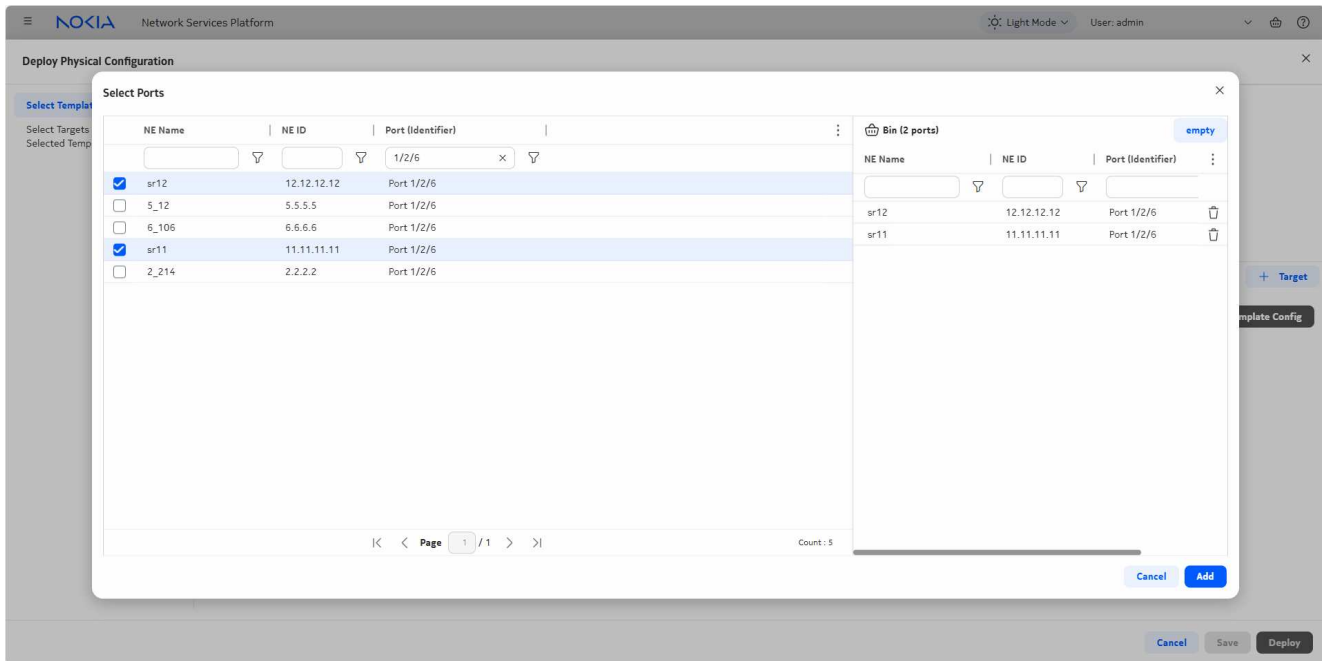 NOKIA Network Services Platform Light Mode User: admin
Deploy Physical Configuration
Select Templat
Select Targets
Selected Temp
Select Ports
NE Name NE ID Port (Identifier)
1/2/6
sr12 12.12.12.12 Port 1/2/6
5_12 5.5.5.5 Port 1/2/6
6_106 6.6.6.6 Port 1/2/6
sr11 11.11.11.11 Port 1/2/6
2_214 2.2.2.2 Port 1/2/6
Page 1 / 1 Count : 5
Bin (2 ports) empty
NE Name NE ID Port (Identifier)
sr12 12.12.12.12 Port 1/2/6
sr11 11.11.11.11 Port 1/2/6
Cancel Add
+ Target
mplate Config
Cancel Save Deploy